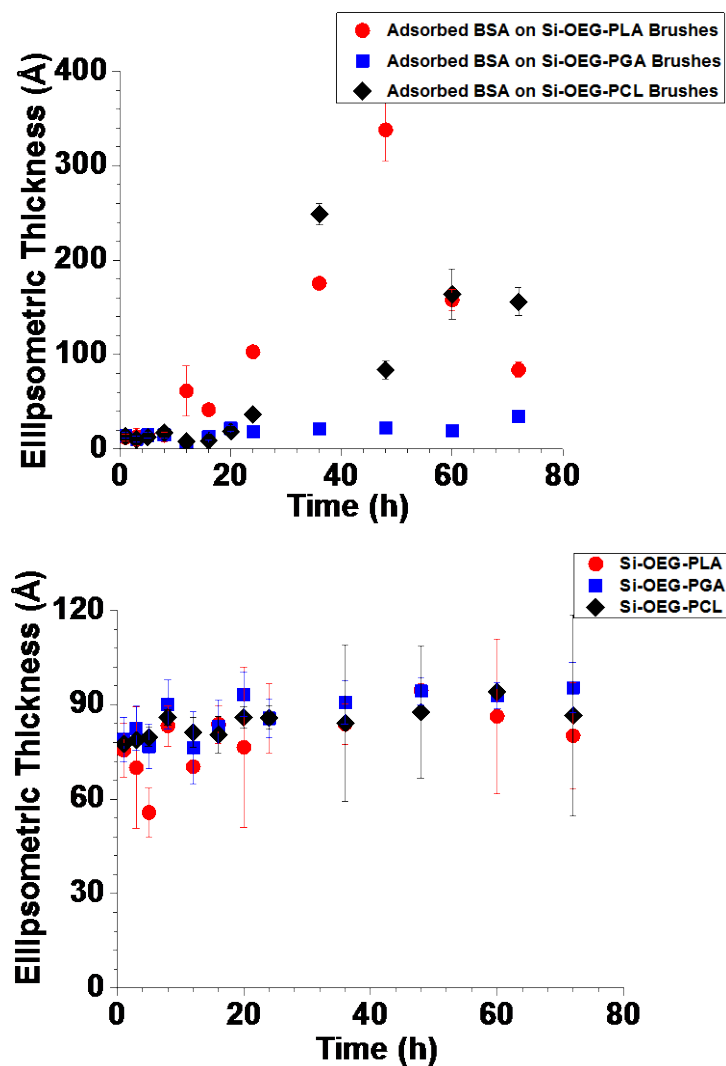 Adsorbed BSA on Si-OEG-PLA Brushes
Adsorbed BSA on Si-OEG-PGA Brushes
Adsorbed BSA on Si-OEG-PCL Brushes
Ellipsometric Thickness (Å)
400
300
200
100
0
0 20 40 60 80
Time (h)
Si-OEG-PLA
Si-OEG-PGA
Si-OEG-PCL
Ellipsometric Thickness (Å)
120
90
60
30
0
0 20 40 60 80
Time (h)